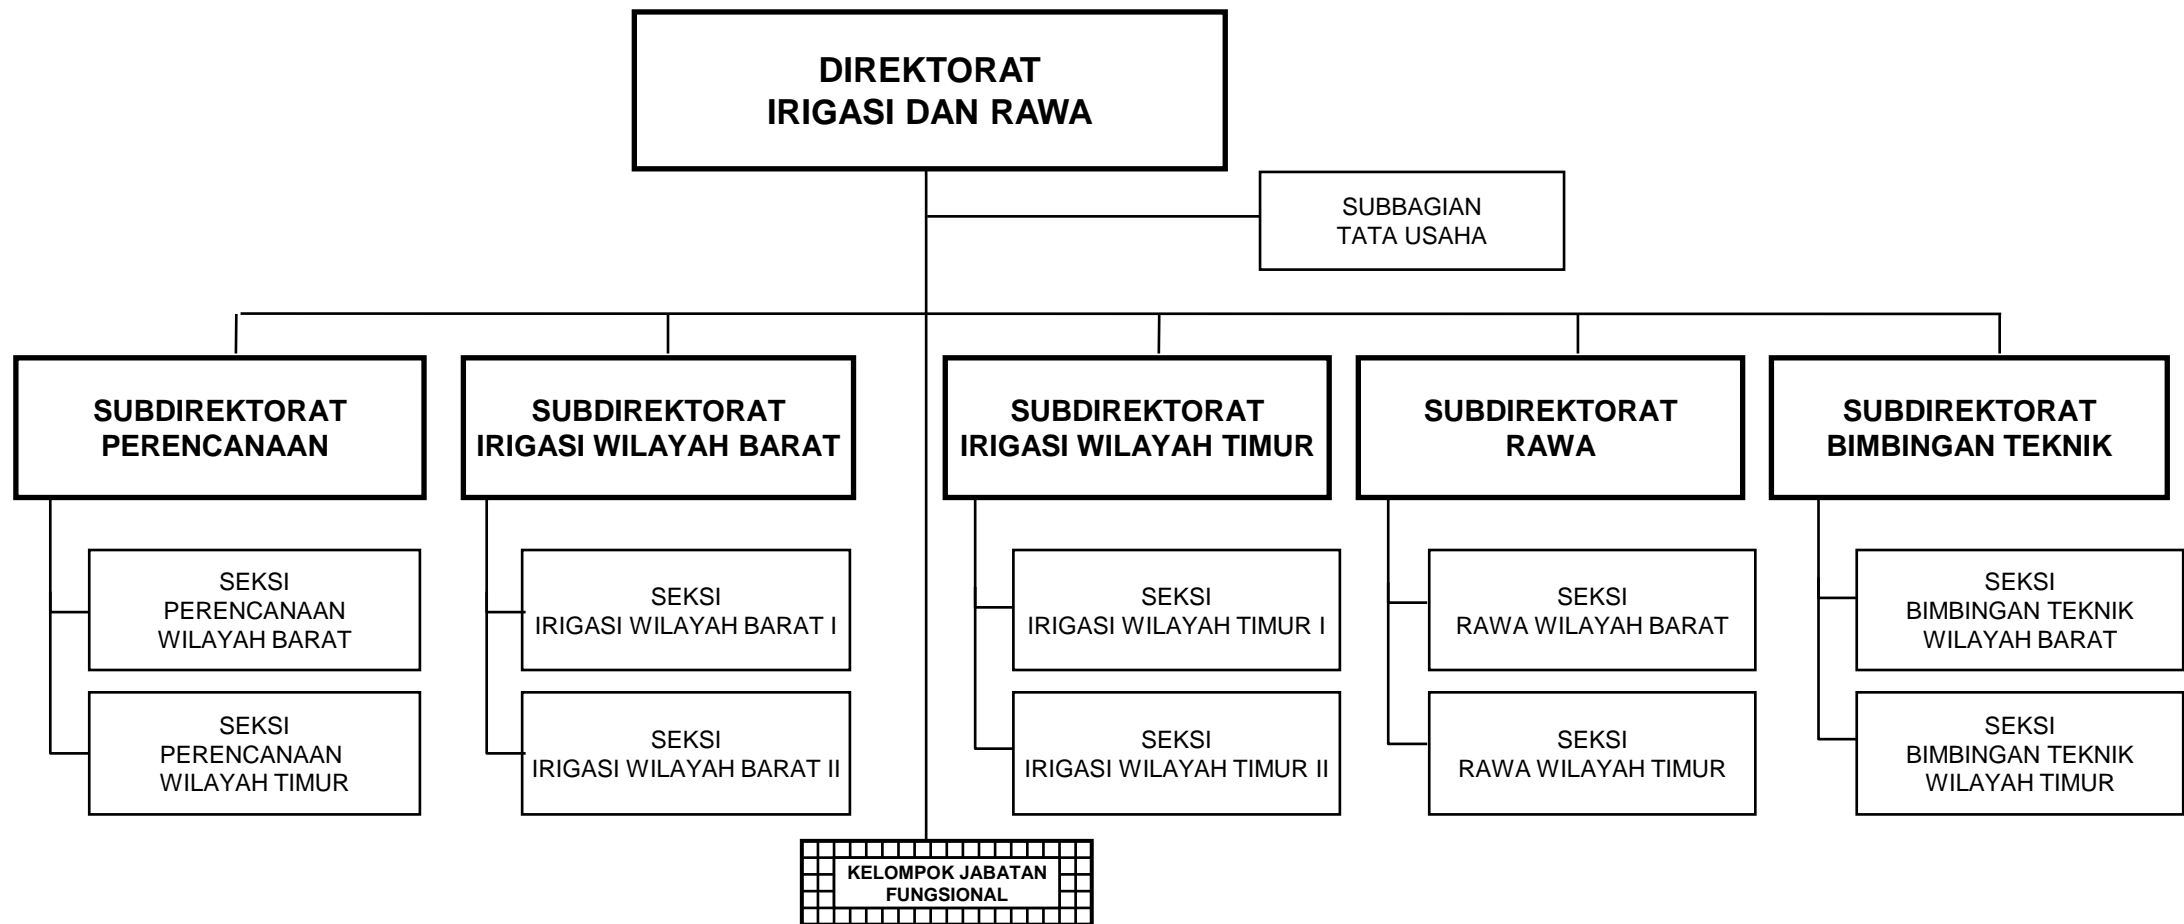 DIREKTORAT
IRIGASI DAN RAWA
SUBBAGIAN
TATA USAHA
SUBDIREKTORAT
PERENCANAAN
SUBDIREKTORAT
IRIGASI WILAYAH BARAT
SUBDIREKTORAT
IRIGASI WILAYAH TIMUR
SUBDIREKTORAT
RAWA
SUBDIREKTORAT
BIMBINGAN TEKNIK
SEKSI
PERENCANAAN
WILAYAH BARAT
SEKSI
IRIGASI WILAYAH BARAT I
SEKSI
IRIGASI WILAYAH TIMUR I
SEKSI
RAWA WILAYAH BARAT
SEKSI
BIMBINGAN TEKNIK
WILAYAH BARAT
SEKSI
PERENCANAAN
WILAYAH TIMUR
SEKSI
IRIGASI WILAYAH BARAT II
SEKSI
IRIGASI WILAYAH TIMUR II
SEKSI
RAWA WILAYAH TIMUR
SEKSI
BIMBINGAN TEKNIK
WILAYAH TIMUR
KELOMPOK JABATAN
FUNGSIONAL